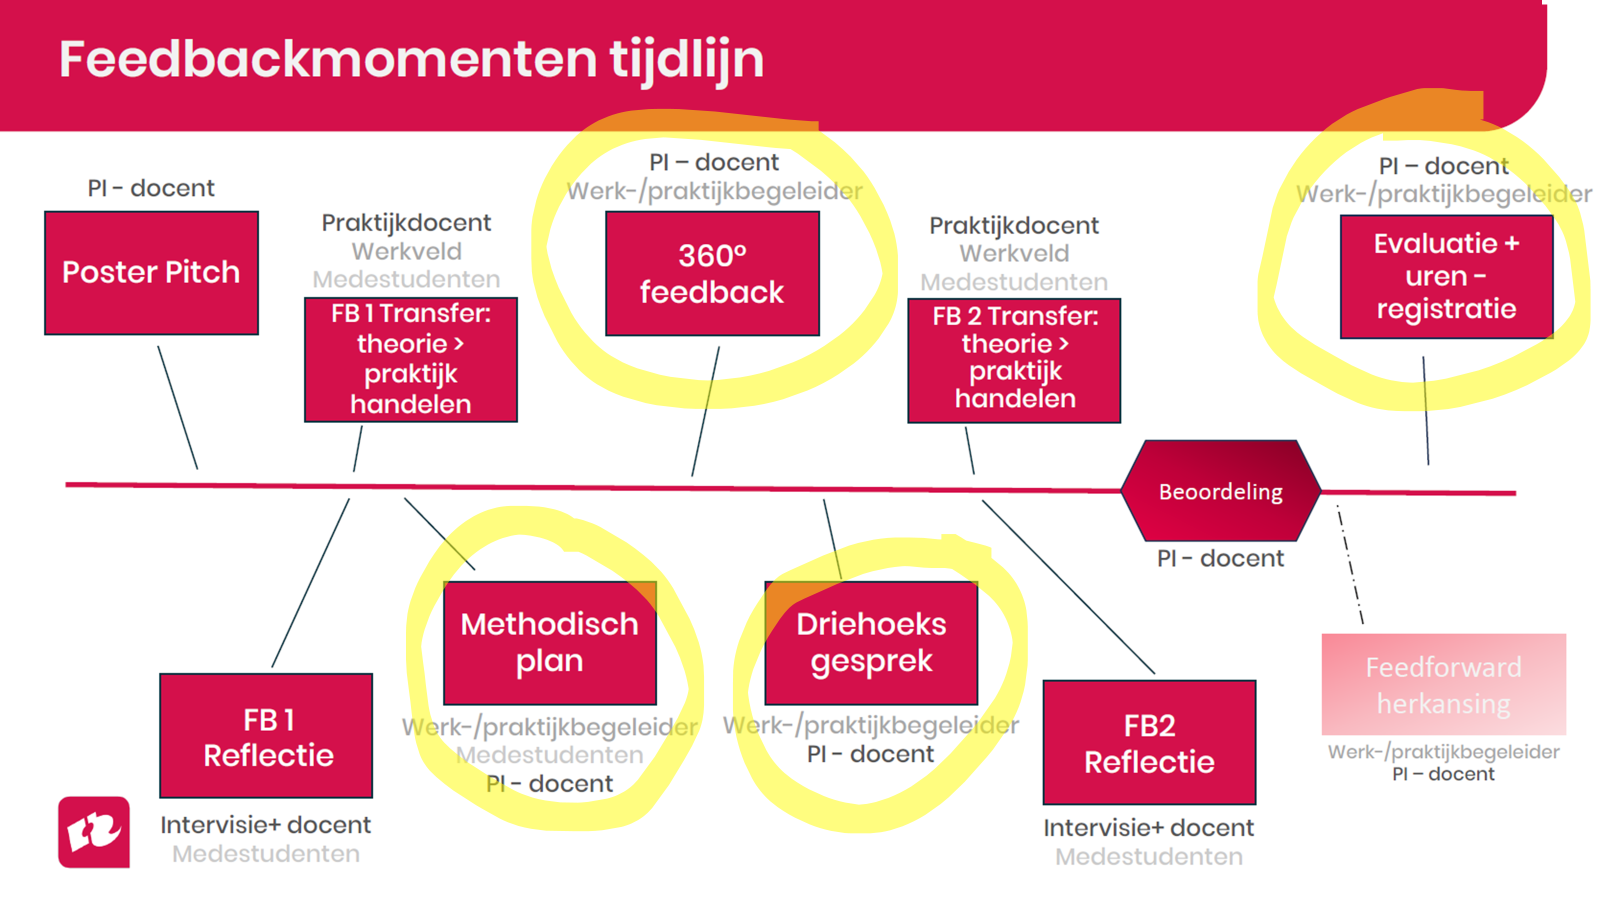 Feedbackmomenten tijdlijn
PI - docent
Poster Pitch
Praktijkdocent
Werkveld
Medestudenten
FB 1 Transfer:
theorie >
praktijk
handelen
PI – docent
Werk-/praktijkbegeleider
360°
feedback
Praktijkdocent
Werkveld
Medestudenten
FB 2 Transfer:
theorie >
praktijk
handelen
PI – docent
Werk-/praktijkbegeleider
Evaluatie +
uren -
registratie
Beoordeling
PI - docent
FB 1
Reflectie
Intervisie+ docent
Medestudenten
Methodisch
plan
Werk-/praktijkbegeleider
Medestudenten
PI - docent
Driehoeks
gesprek
Werk-/praktijkbegeleider
PI - docent
FB2
Reflectie
Intervisie+ docent
Medestudenten
Feedforward
herkansing
Werk-/praktijkbegeleider
PI – docent